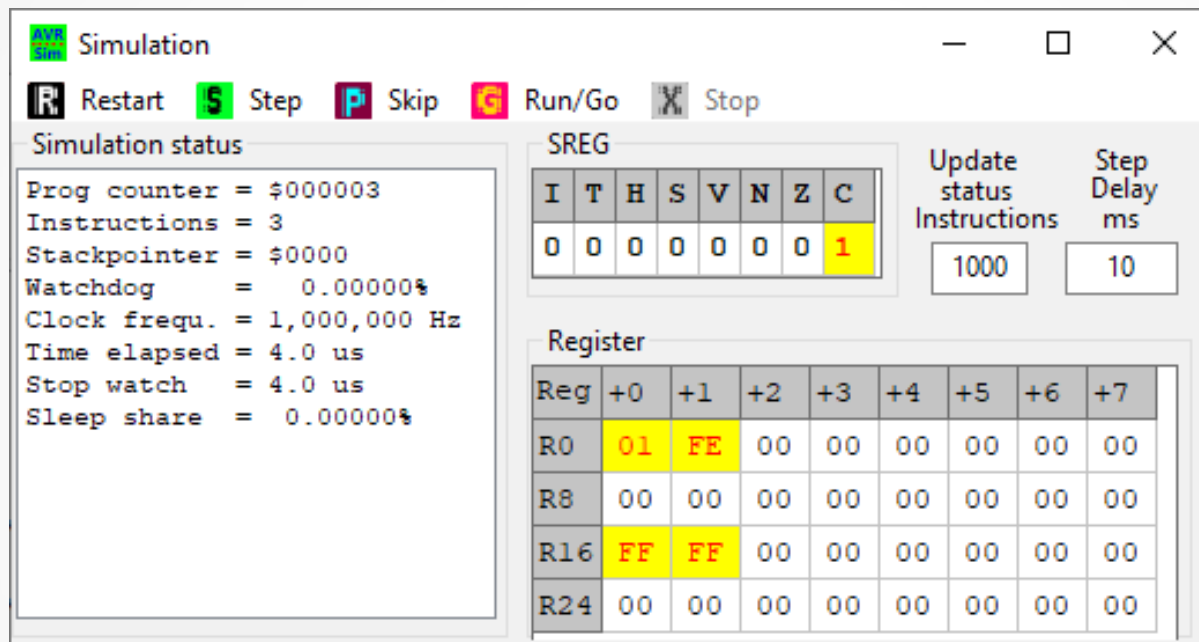 AVR
Sim
Simulation
R Restart S Step P Skip G Run/Go X Stop
Simulation status
Prog counter = $000003
Instructions = 3
Stackpointer = $0000
Watchdog     =   0.00000%
Clock frequ. = 1,000,000 Hz
Time elapsed = 4.0 us
Stop watch   = 4.0 us
Sleep share  =  0.00000%
SREG
I T H S V N Z C
0 0 0 0 0 0 0 1
Update
status
Instructions
1000
Step
Delay
ms
10
Register
Reg +0 +1 +2 +3 +4 +5 +6 +7
R0 01 FE 00 00 00 00 00 00
R8 00 00 00 00 00 00 00 00
R16 FF FF 00 00 00 00 00 00
R24 00 00 00 00 00 00 00 00